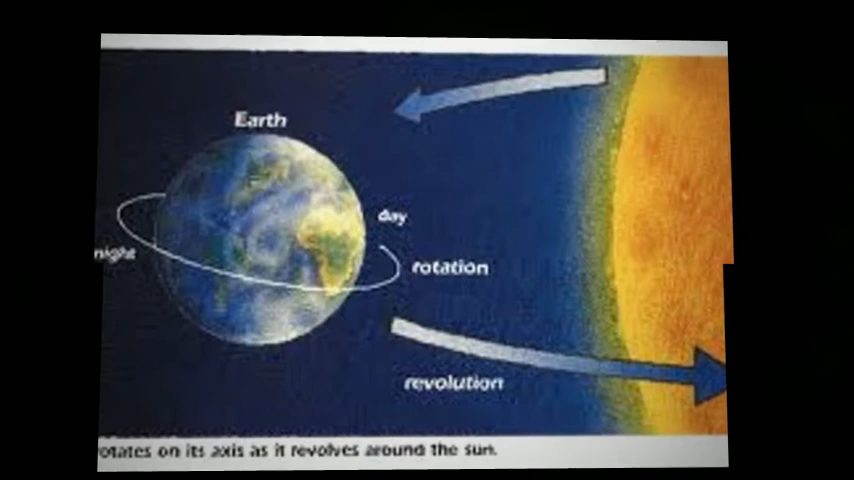 Earth
day
night
rotation
revolution
otates on its axis as it revolves around the sun.